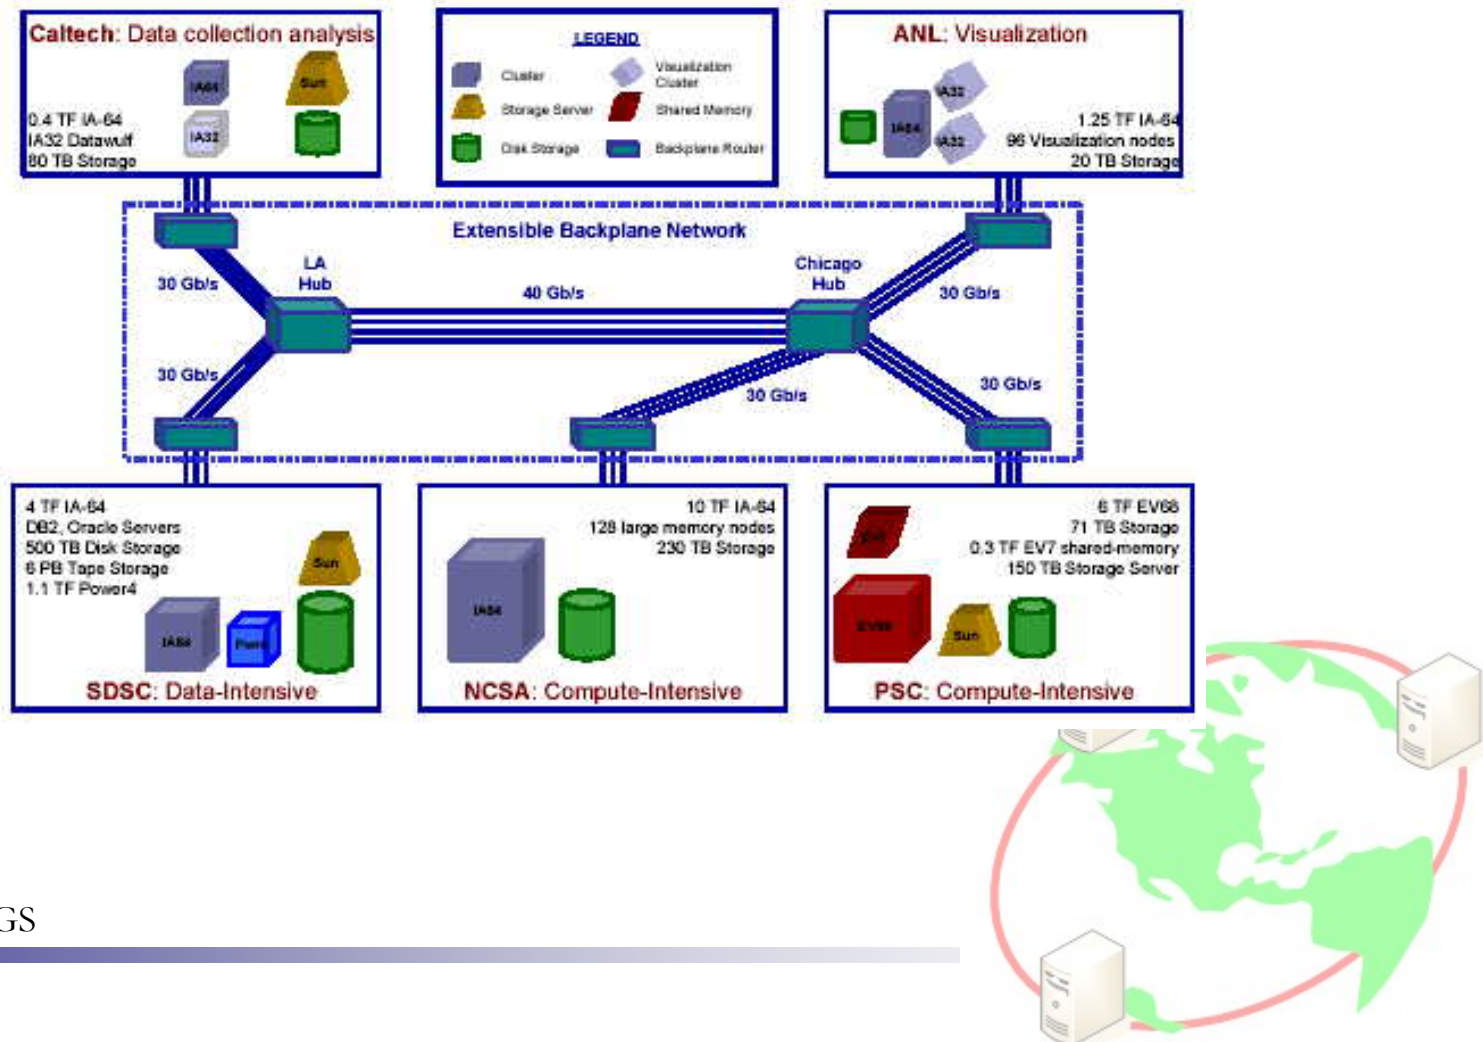 Caltech: Data collection analysis
IA64
Sun
0.4 TF IA-64
IA32 Datawulf
80 TB Storage
IA32
LEGEND
Cluster
Visualization
Cluster
Storage Server
Shared Memory
Disk Storage
Backplane Router
ANL: Visualization
IA32
IA64
IA32
1.25 TF IA-64
96 Visualization nodes
20 TB Storage
Extensible Backplane Network
LA
Hub
Chicago
Hub
30 Gb/s
40 Gb/s
30 Gb/s
30 Gb/s
30 Gb/s
30 Gb/s
4 TF IA-64
DB2, Oracle Servers
500 TB Disk Storage
6 PB Tape Storage
1.1 TF Power4
Sun
IA64
SDSC: Data-Intensive
10 TF IA-64
128 large memory nodes
230 TB Storage
IA64
NCSA: Compute-Intensive
6 TF EV68
71 TB Storage
0.3 TF EV7 shared-memory
150 TB Storage Server
EV68
Sun
PSC: Compute-Intensive
GS